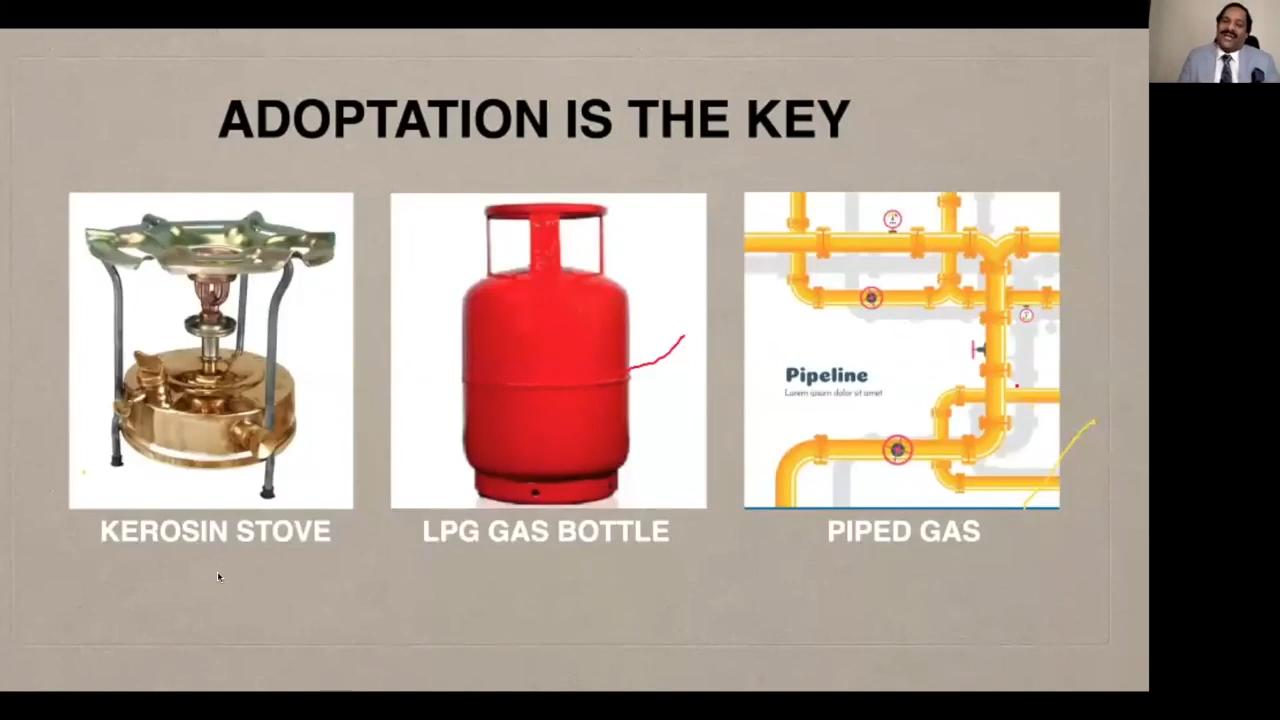 ADOPTATION IS THE KEY
Pipeline
Lorem ipsum dolor sit amet
KEROSIN STOVE
LPG GAS BOTTLE
PIPED GAS